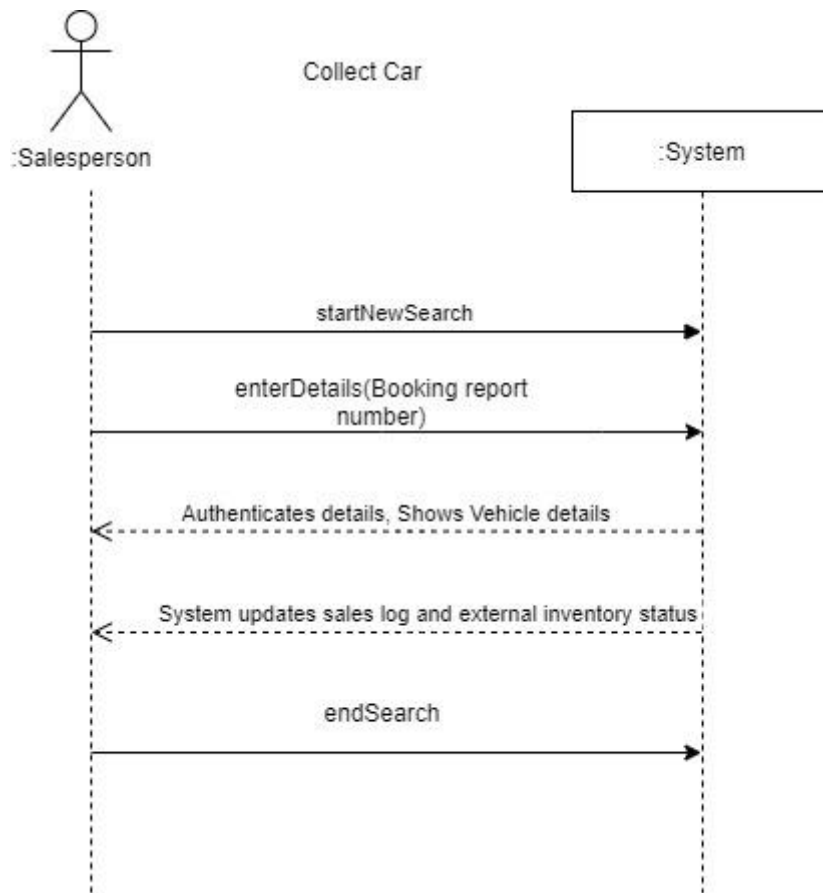 Collect Car
:Salesperson
:System
startNewSearch
enterDetails(Booking report
number)
Authenticates details, Shows Vehicle details
System updates sales log and external inventory status
endSearch